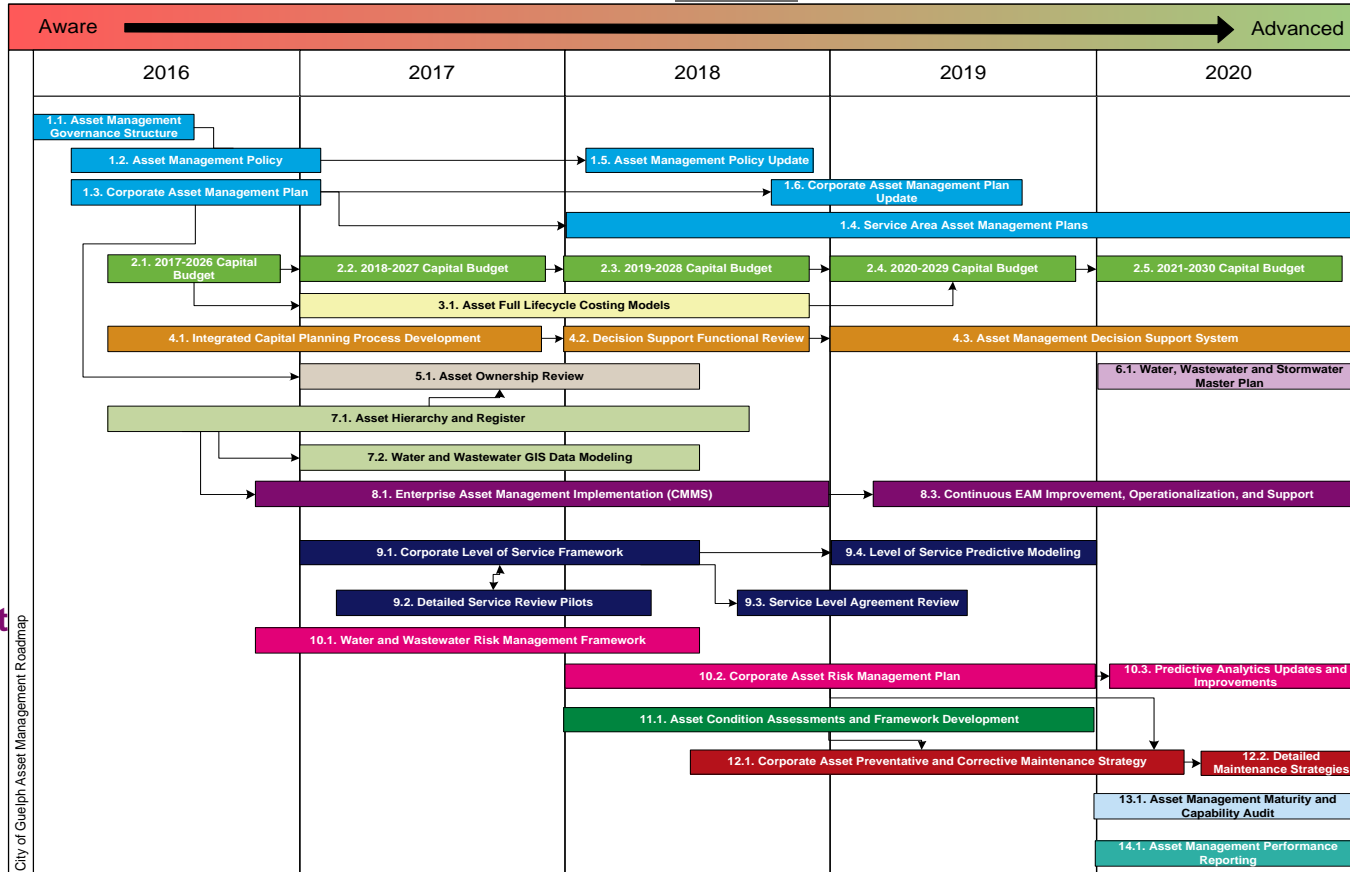 Aware
Advanced
2016
2017
2018
2019
2020
1.1. Asset Management
Governance Structure
1.2. Asset Management Policy
1.5. Asset Management Policy Update
1.3. Corporate Asset Management Plan
1.6. Corporate Asset Management Plan
Update
1.4. Service Area Asset Management Plans
2.1. 2017-2026 Capital
Budget
2.2. 2018-2027 Capital Budget
2.3. 2019-2028 Capital Budget
2.4. 2020-2029 Capital Budget
2.5. 2021-2030 Capital Budget
3.1. Asset Full Lifecycle Costing Models
4.1. Integrated Capital Planning Process Development
4.2. Decision Support Functional Review
4.3. Asset Management Decision Support System
5.1. Asset Ownership Review
6.1. Water, Wastewater and Stormwater
Master Plan
7.1. Asset Hierarchy and Register
7.2. Water and Wastewater GIS Data Modeling
8.1. Enterprise Asset Management Implementation (CMMS)
8.3. Continuous EAM Improvement, Operationalization, and Support
9.1. Corporate Level of Service Framework
9.4. Level of Service Predictive Modeling
9.2. Detailed Service Review Pilots
9.3. Service Level Agreement Review
t
10.1. Water and Wastewater Risk Management Framework
10.2. Corporate Asset Risk Management Plan
10.3. Predictive Analytics Updates and
Improvements
11.1. Asset Condition Assessments and Framework Development
12.1. Corporate Asset Preventative and Corrective Maintenance Strategy
12.2. Detailed
Maintenance Strategies
13.1. Asset Management Maturity and
Capability Audit
14.1. Asset Management Performance
Reporting
City of Guelph Asset Management Roadmap